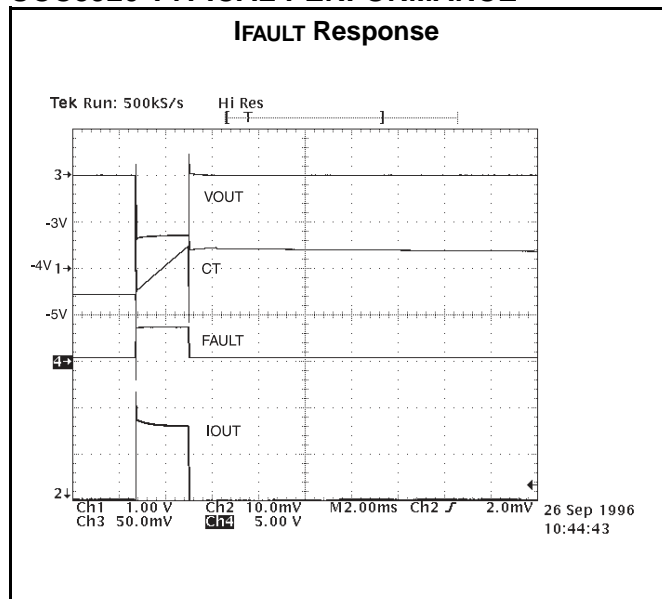 IFAULT Response
Tek Run: 500kS/s Hi Res
T
3→
VOUT
-3V
-4V 1→
CT
-5V
FAULT
4→
IOUT
2
Ch1 1.00 V Ch2 10.0mV M2.00ms Ch2 2.0mV 26 Sep 1996
Ch3 50.0mV Ch4 5.00 V 10:44:43